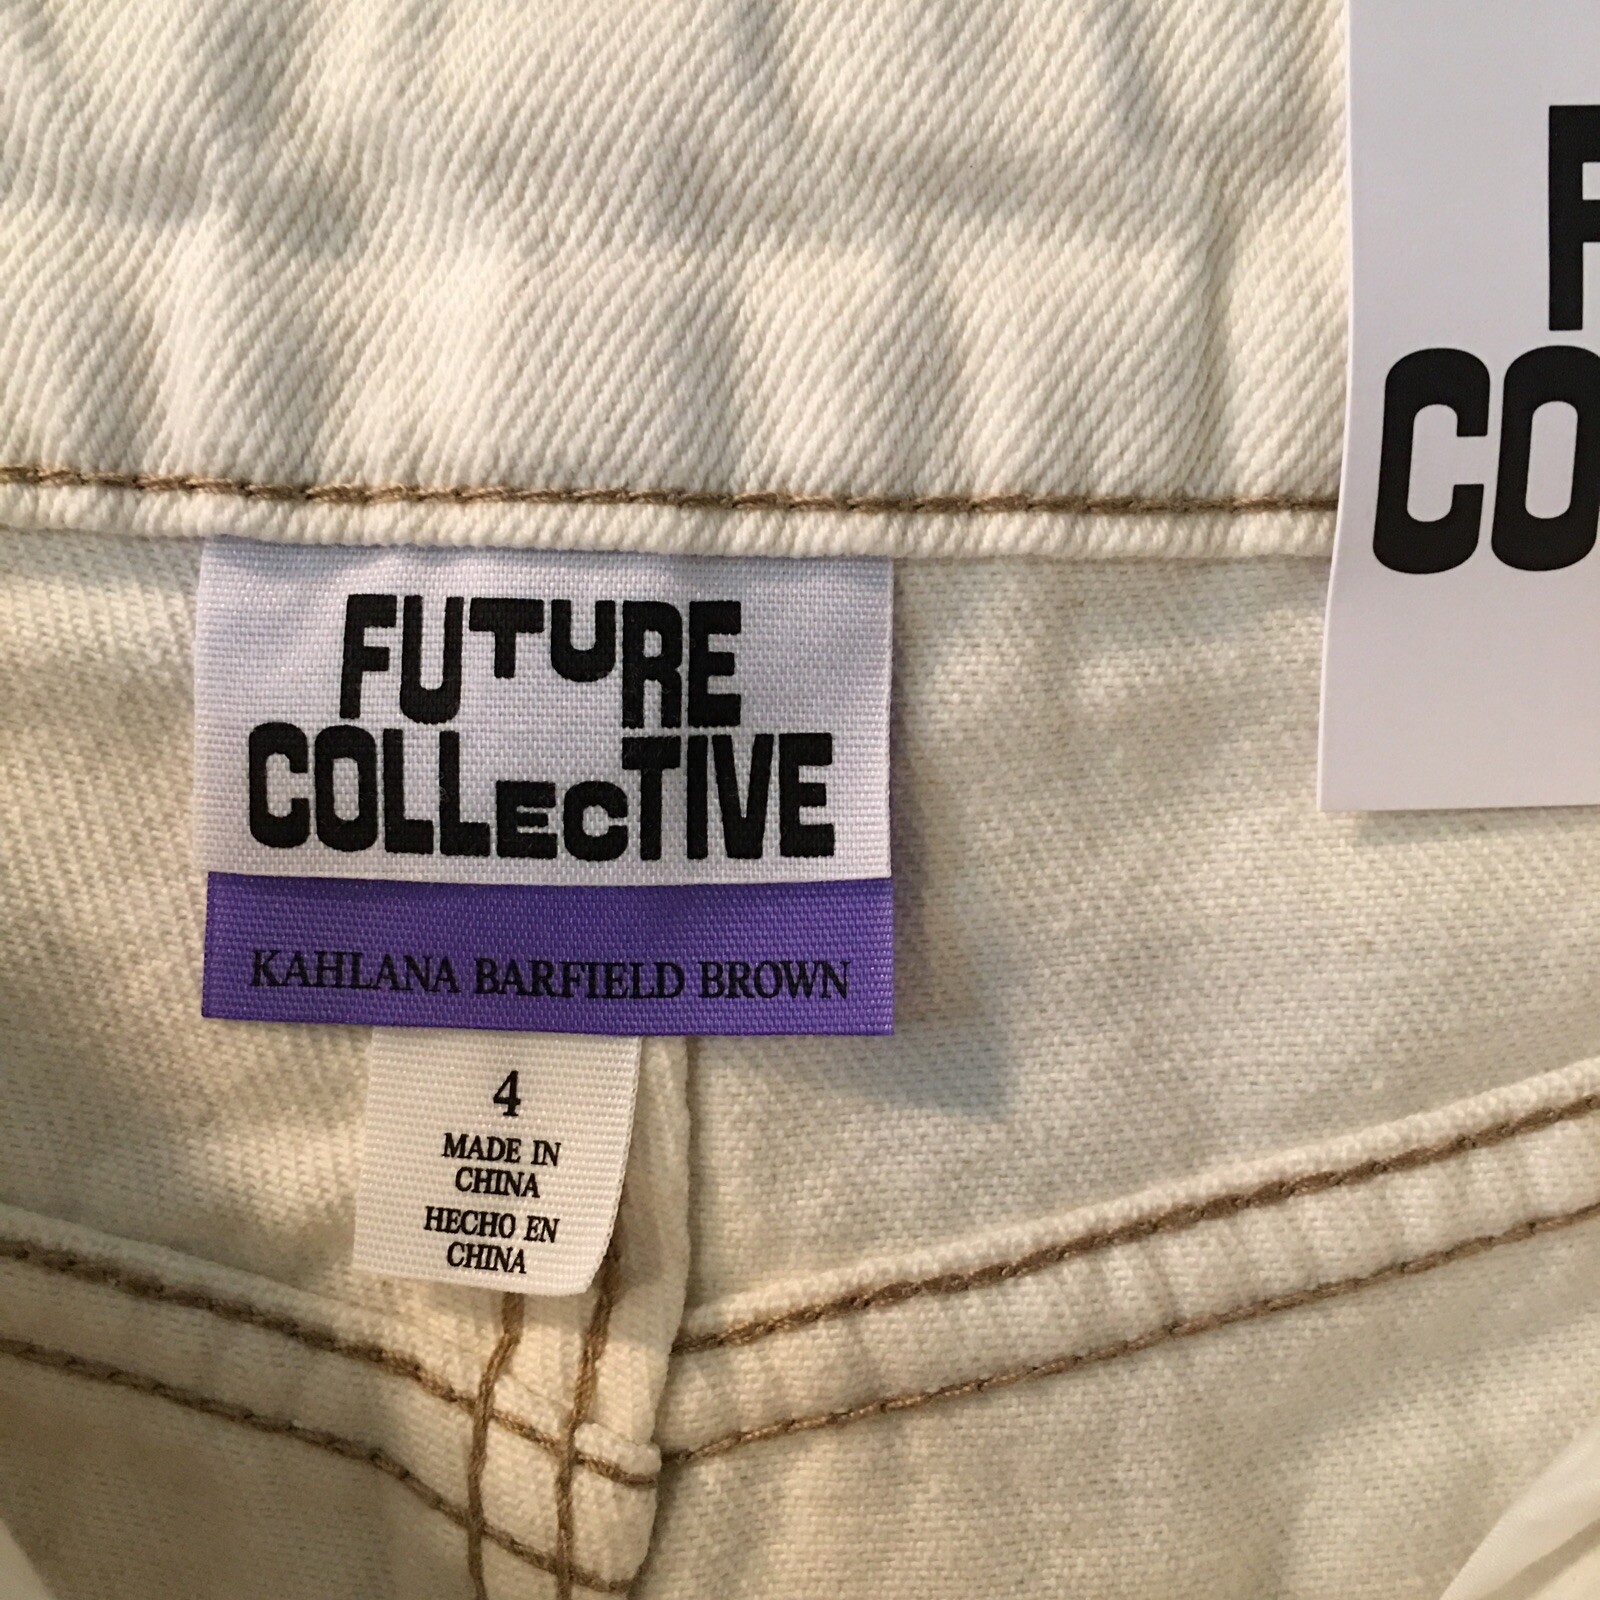 FUTURE
COLLECTIVE
KAHLANA BARFIELD BROWN
4
MADE IN
CHINA
HECHO EN
CHINA
F
CO